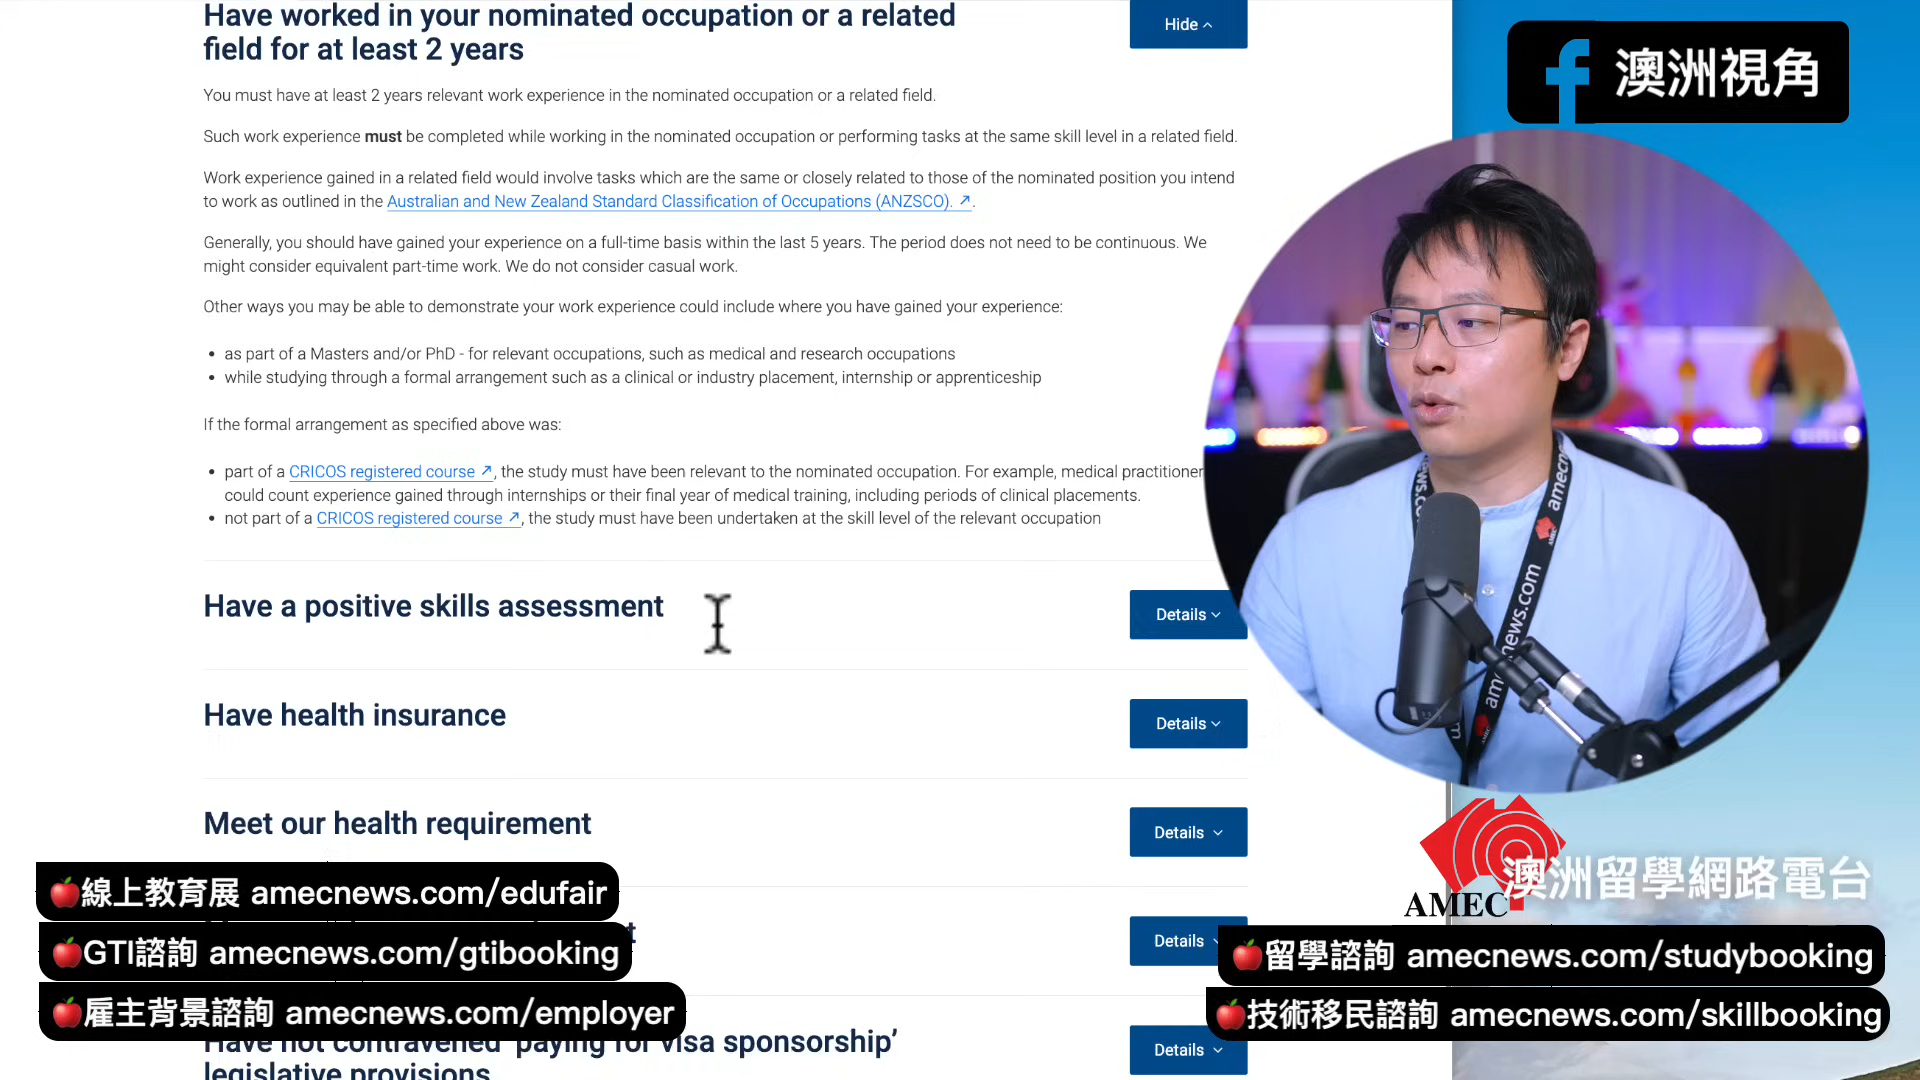 Have worked in your nominated occupation or a related
field for at least 2 years
Hide
You must have at least 2 years relevant work experience in the nominated occupation or a related field.
Such work experience must be completed while working in the nominated occupation or performing tasks at the same skill level in a related field.
Work experience gained in a related field would involve tasks which are the same or closely related to those of the nominated position you intend
to work as outlined in the Australian and New Zealand Standard Classification of Occupations (ANZSCO). ↗.
Generally, you should have gained your experience on a full-time basis within the last 5 years. The period does not need to be continuous. We
might consider equivalent part-time work. We do not consider casual work.
Other ways you may be able to demonstrate your work experience could include where you have gained your experience:
• as part of a Masters and/or PhD - for relevant occupations, such as medical and research occupations
• while studying through a formal arrangement such as a clinical or industry placement, internship or apprenticeship
If the formal arrangement as specified above was:
• part of a CRICOS registered course ↗, the study must have been relevant to the nominated occupation. For example, medical practitioner
could count experience gained through internships or their final year of medical training, including periods of clinical placements.
• not part of a CRICOS registered course ↗, the study must have been undertaken at the skill level of the relevant occupation
Have a positive skills assessment
Details
Have health insurance
Details
Meet our health requirement
Details
Details
Have not contravened 'paying for visa sponsorship'
legislative provisions
Details
澳洲視角
amecnews.com
AMEC
澳洲留學網路電台
🍎線上教育展 amecnews.com/edufair
🍎GTI諮詢 amecnews.com/gtibooking
🍎雇主背景諮詢 amecnews.com/employer
🍎留學諮詢 amecnews.com/studybooking
🍎技術移民諮詢 amecnews.com/skillbooking